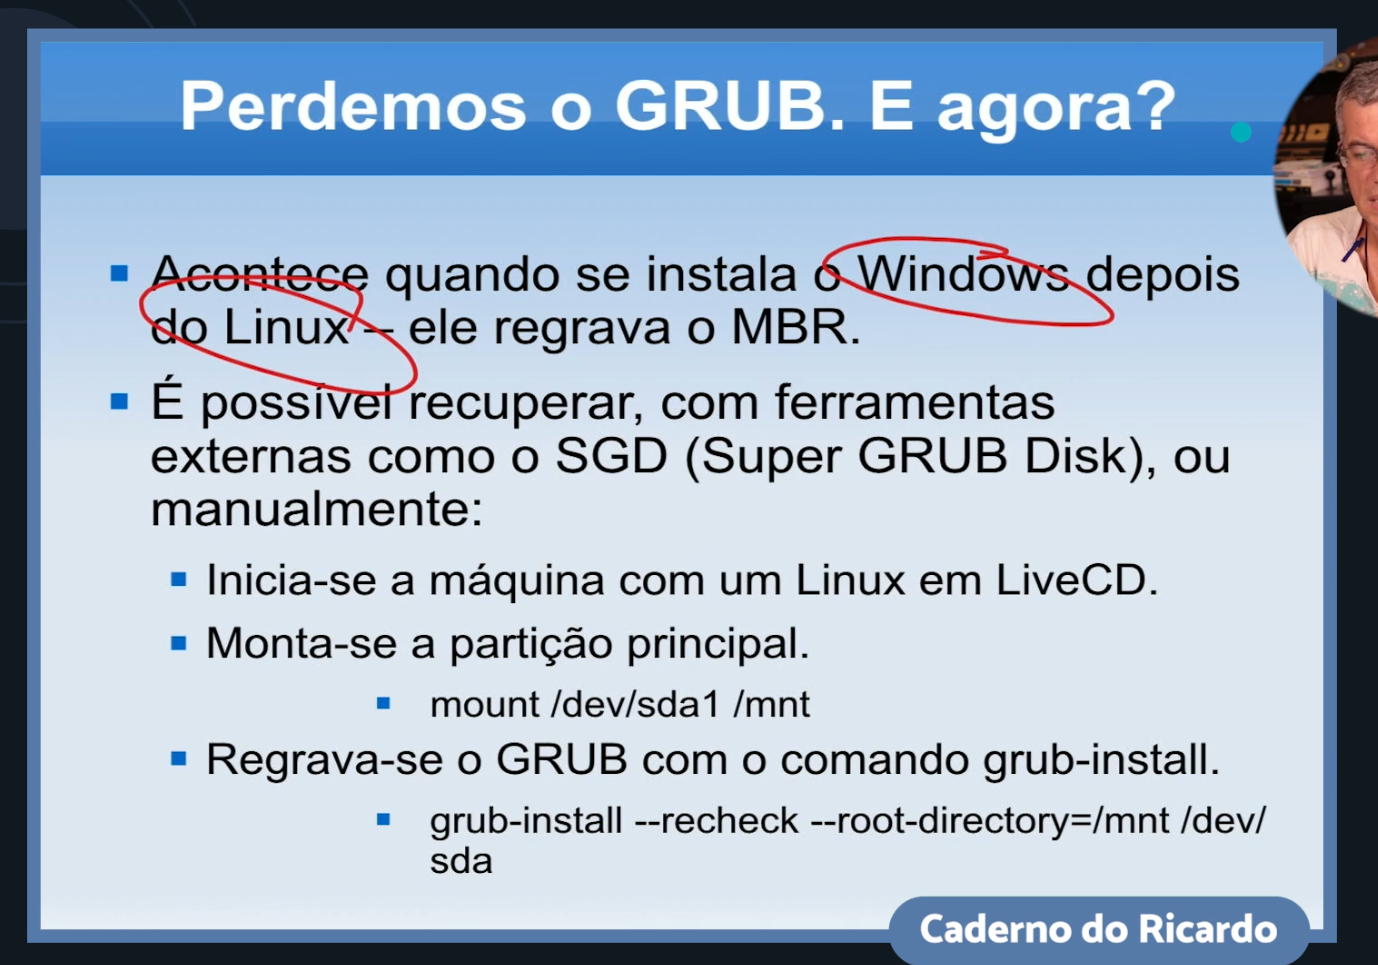 Perdemos o GRUB. E agora?
Acontece quando se instala o Windows depois
do Linux – ele regrava o MBR.
É possível recuperar, com ferramentas
externas como o SGD (Super GRUB Disk), ou
manualmente:
Inicia-se a máquina com um Linux em LiveCD.
Monta-se a partição principal.
mount /dev/sda1 /mnt
Regrava-se o GRUB com o comando grub-install.
grub-install --recheck --root-directory=/mnt /dev/
sda
Caderno do Ricardo